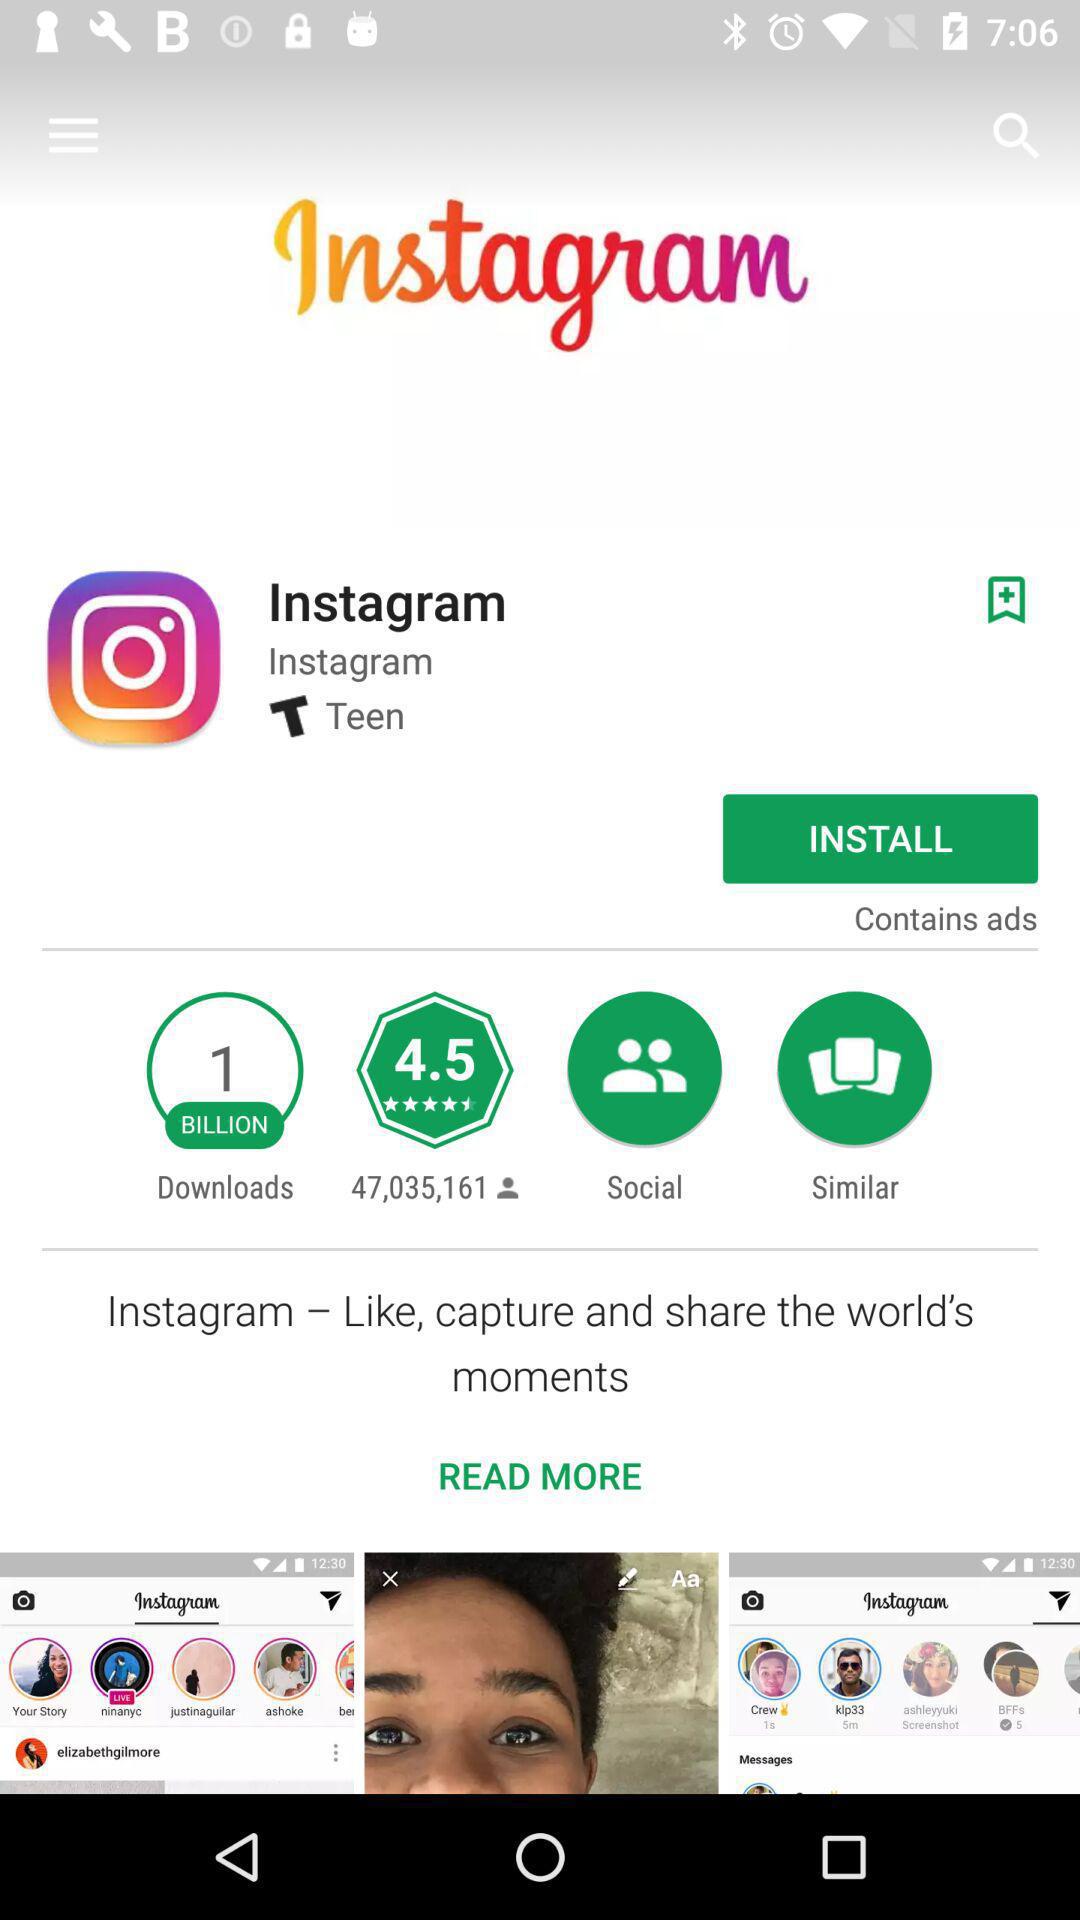 7:06
Instagram
Instagram
Instagram
T Teen
INSTALL
Contains ads
1
BILLION
4.5
Downloads
47,035,161
Social
Similar
Instagram – Like, capture and share the world’s
moments
READ MORE
12:30
Instagram
Your Story
LIVE
ninanyc
justinaguilar
ashoke
ber
elizabethgilmore
Aa
12:30
Instagram
Crew✌
1s
klp33
5m
ashleyyuki
Screenshot
BFFs
5
Messages